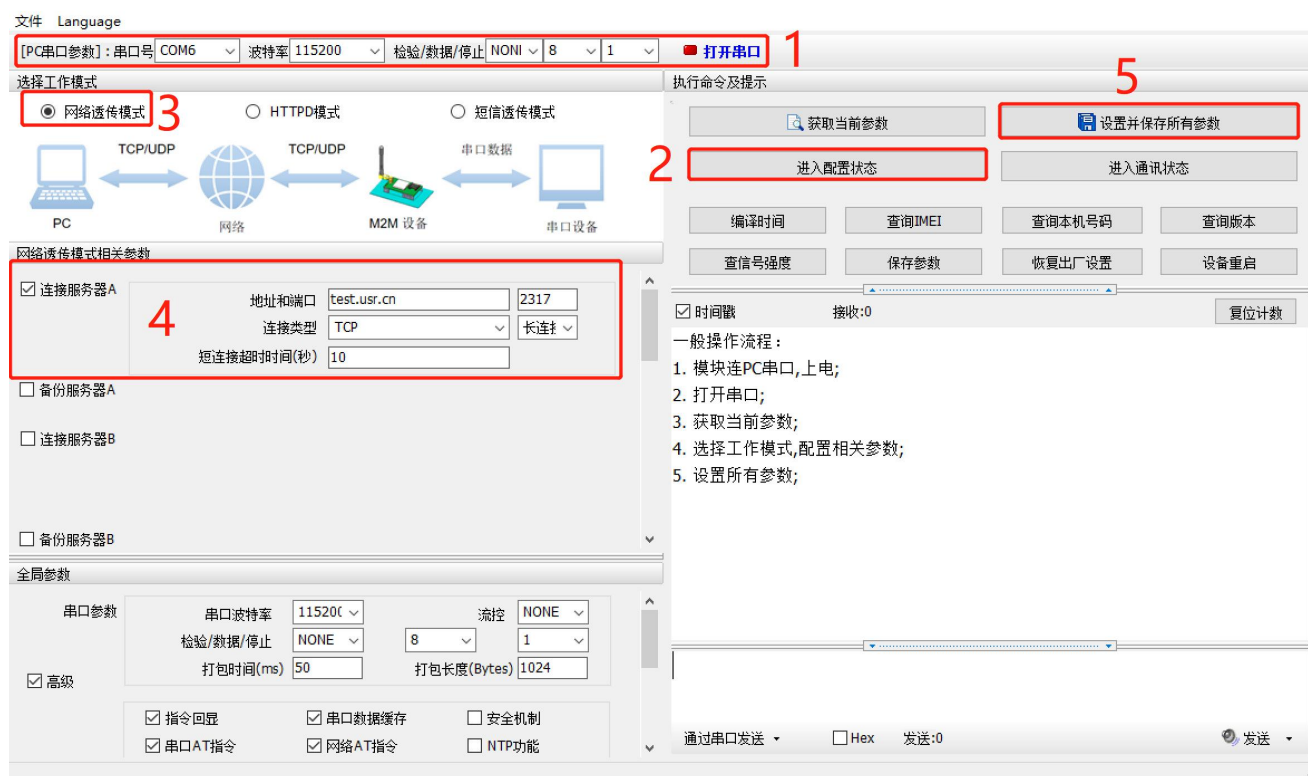 文件 Language
[PC串口参数]：串口号 COM6 波特率 115200 检验/数据/停止 NONI 8 1 打开串口 1
选择工作模式
网络透传模式 3 HTTPD模式 短信透传模式
TCP/UDP TCP/UDP 串口数据
PC 网络 M2M 设备 串口设备
网络透传模式相关参数
连接服务器A 4
地址和端口 test.usr.cn 2317
连接类型 TCP 长连接
短连接超时时间(秒) 10
备份服务器A
连接服务器B
备份服务器B
全局参数
串口参数 串口波特率 115200 流控 NONE
检验/数据/停止 NONE 8 1
打包时间(ms) 50 打包长度(Bytes) 1024
高级
指令回显 串口数据缓存 安全机制
串口AT指令 网络AT指令 NTP功能
执行命令及提示 5
获取当前参数 设置并保存所有参数
2 进入配置状态 进入通讯状态
编译时间 查询IMEI 查询本机号码 查询版本
查信号强度 保存参数 恢复出厂设置 设备重启
时间戳 接收:0 复位计数
一般操作流程：
1. 模块连PC串口,上电;
2. 打开串口;
3. 获取当前参数;
4. 选择工作模式,配置相关参数;
5. 设置所有参数;
通过串口发送 Hex 发送:0 发送